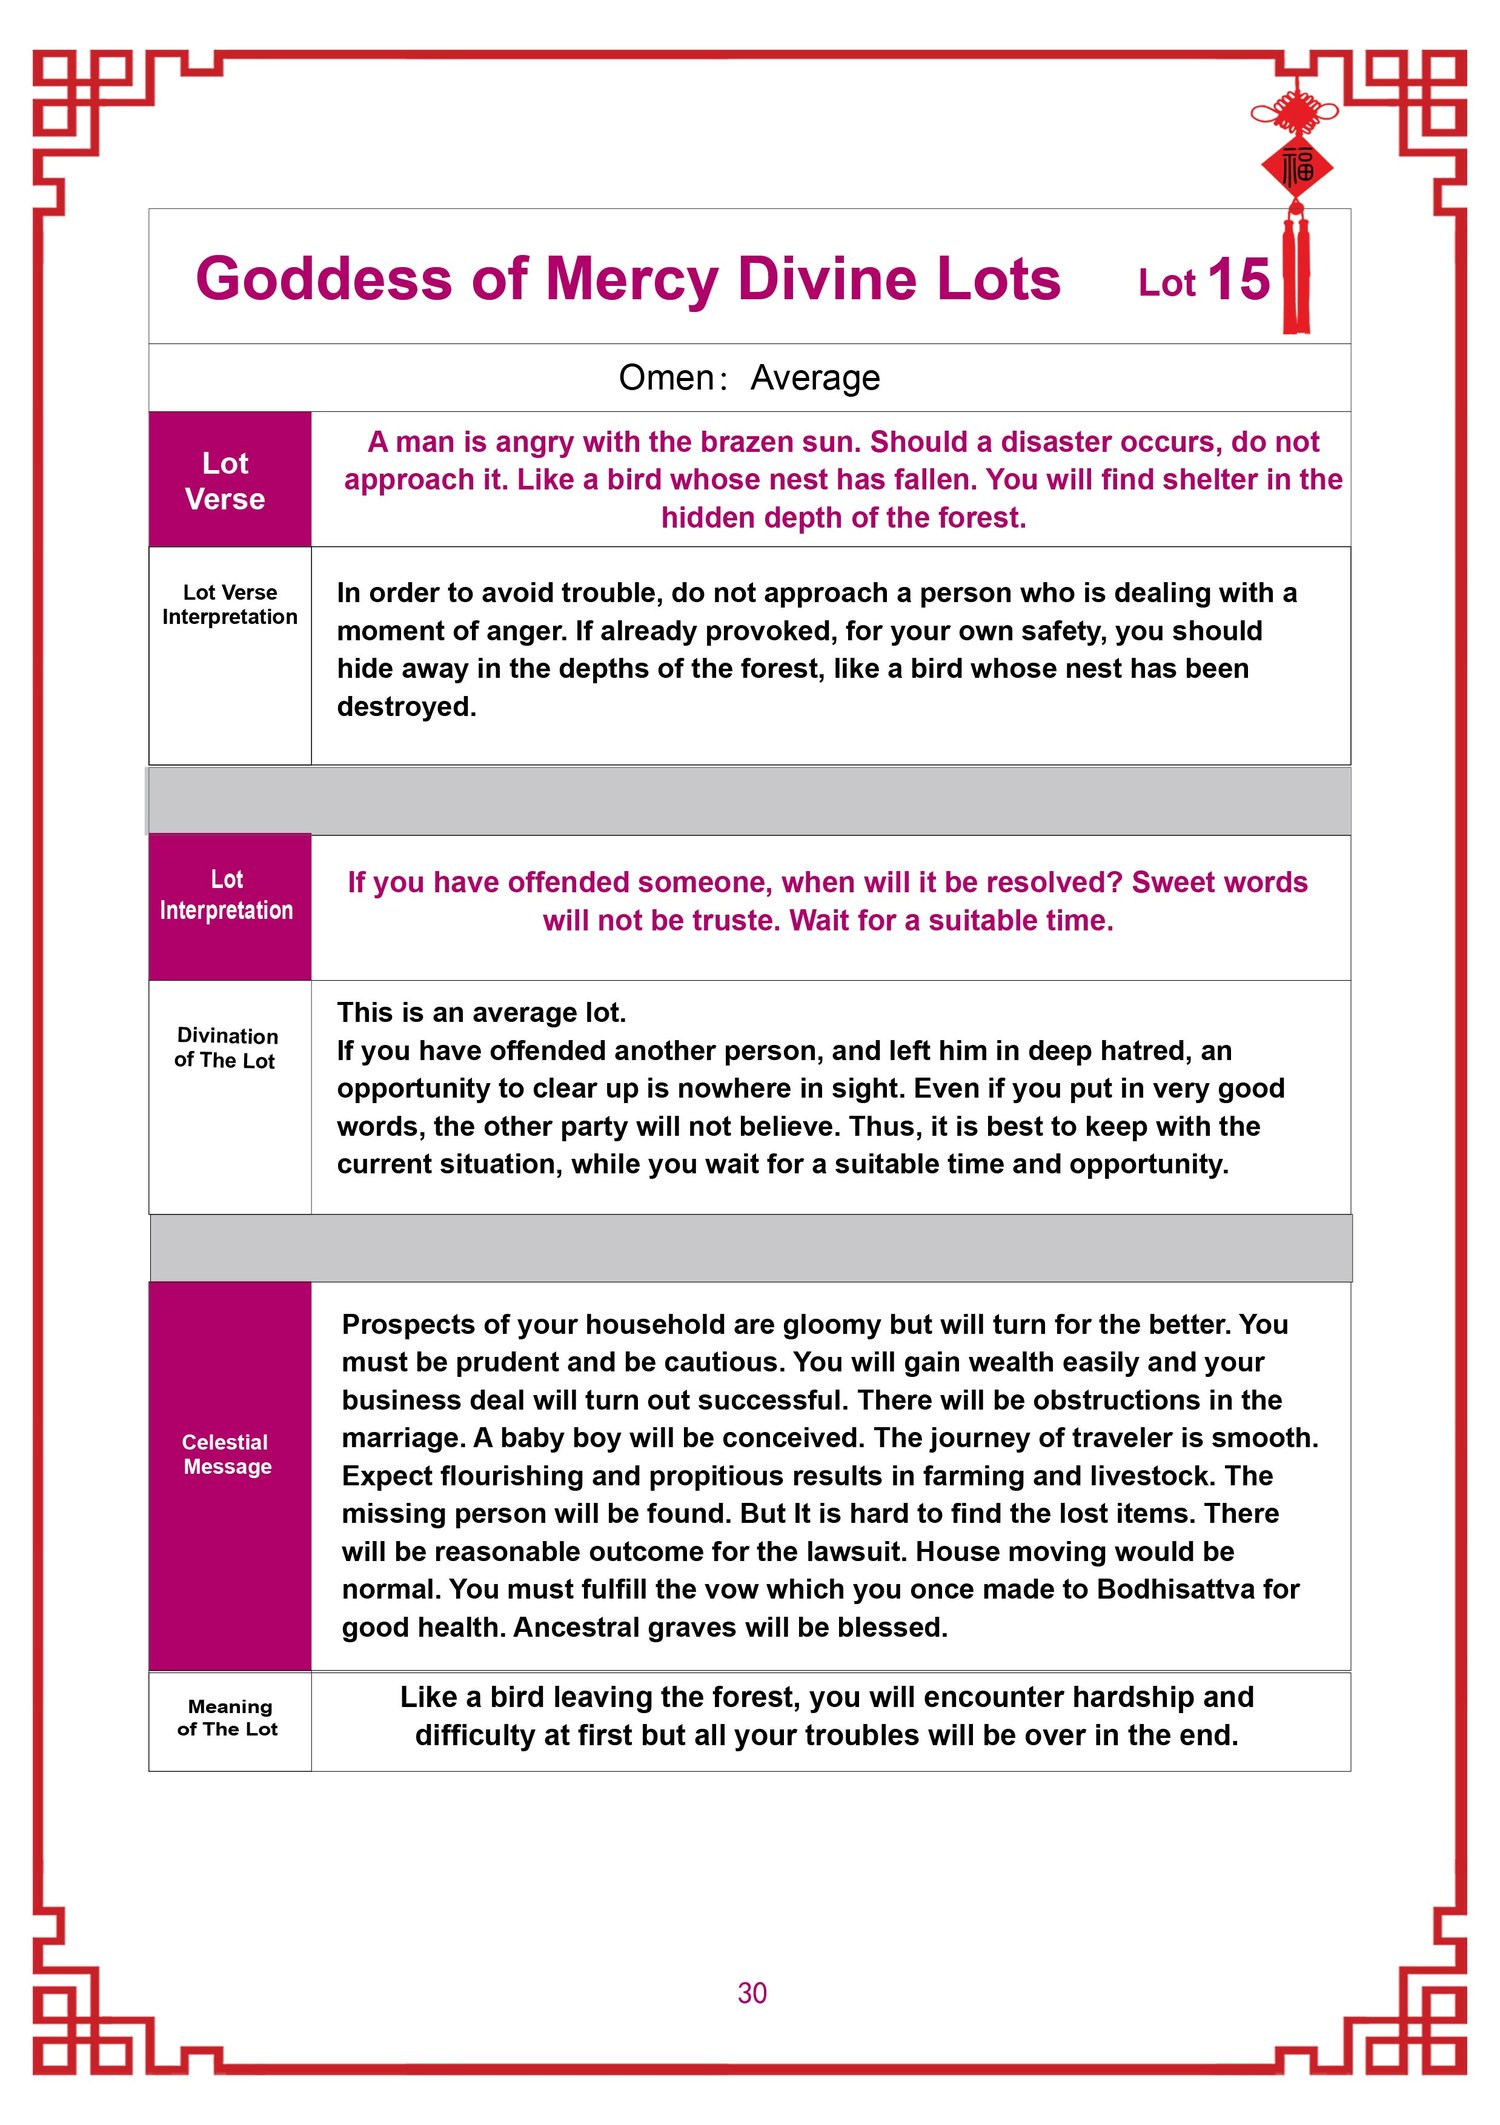 福
Goddess of Mercy Divine Lots Lot 15
Omen： Average
Lot
Verse
A man is angry with the brazen sun. Should a disaster occurs, do not
approach it. Like a bird whose nest has fallen. You will find shelter in the
hidden depth of the forest.
Lot Verse
Interpretation
In order to avoid trouble, do not approach a person who is dealing with a
moment of anger. If already provoked, for your own safety, you should
hide away in the depths of the forest, like a bird whose nest has been
destroyed.
Lot
Interpretation
If you have offended someone, when will it be resolved? Sweet words
will not be truste. Wait for a suitable time.
Divination
of The Lot
This is an average lot.
If you have offended another person, and left him in deep hatred, an
opportunity to clear up is nowhere in sight. Even if you put in very good
words, the other party will not believe. Thus, it is best to keep with the
current situation, while you wait for a suitable time and opportunity.
Celestial
Message
Prospects of your household are gloomy but will turn for the better. You
must be prudent and be cautious. You will gain wealth easily and your
business deal will turn out successful. There will be obstructions in the
marriage. A baby boy will be conceived. The journey of traveler is smooth.
Expect flourishing and propitious results in farming and livestock. The
missing person will be found. But It is hard to find the lost items. There
will be reasonable outcome for the lawsuit. House moving would be
normal. You must fulfill the vow which you once made to Bodhisattva for
good health. Ancestral graves will be blessed.
Meaning
of The Lot
Like a bird leaving the forest, you will encounter hardship and
difficulty at first but all your troubles will be over in the end.
30